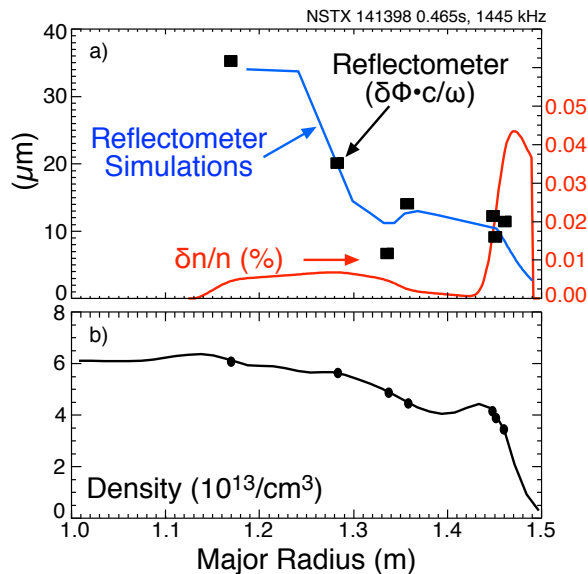 NSTX 141398 0.465s, 1445 kHz
a)
40
30
20
10
0
(μm)
Reflectometer
(δΦ•c/ω)
Reflectometer
Simulations
δn/n (%)
0.05
0.04
0.03
0.02
0.01
0.00
b)
8
6
4
2
0
Density (10¹³/cm³)
1.0 1.1 1.2 1.3 1.4 1.5
Major Radius (m)